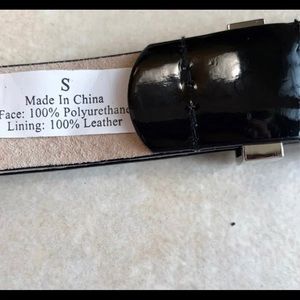 S
Made In China
Face: 100% Polyurethane
Lining: 100% Leather